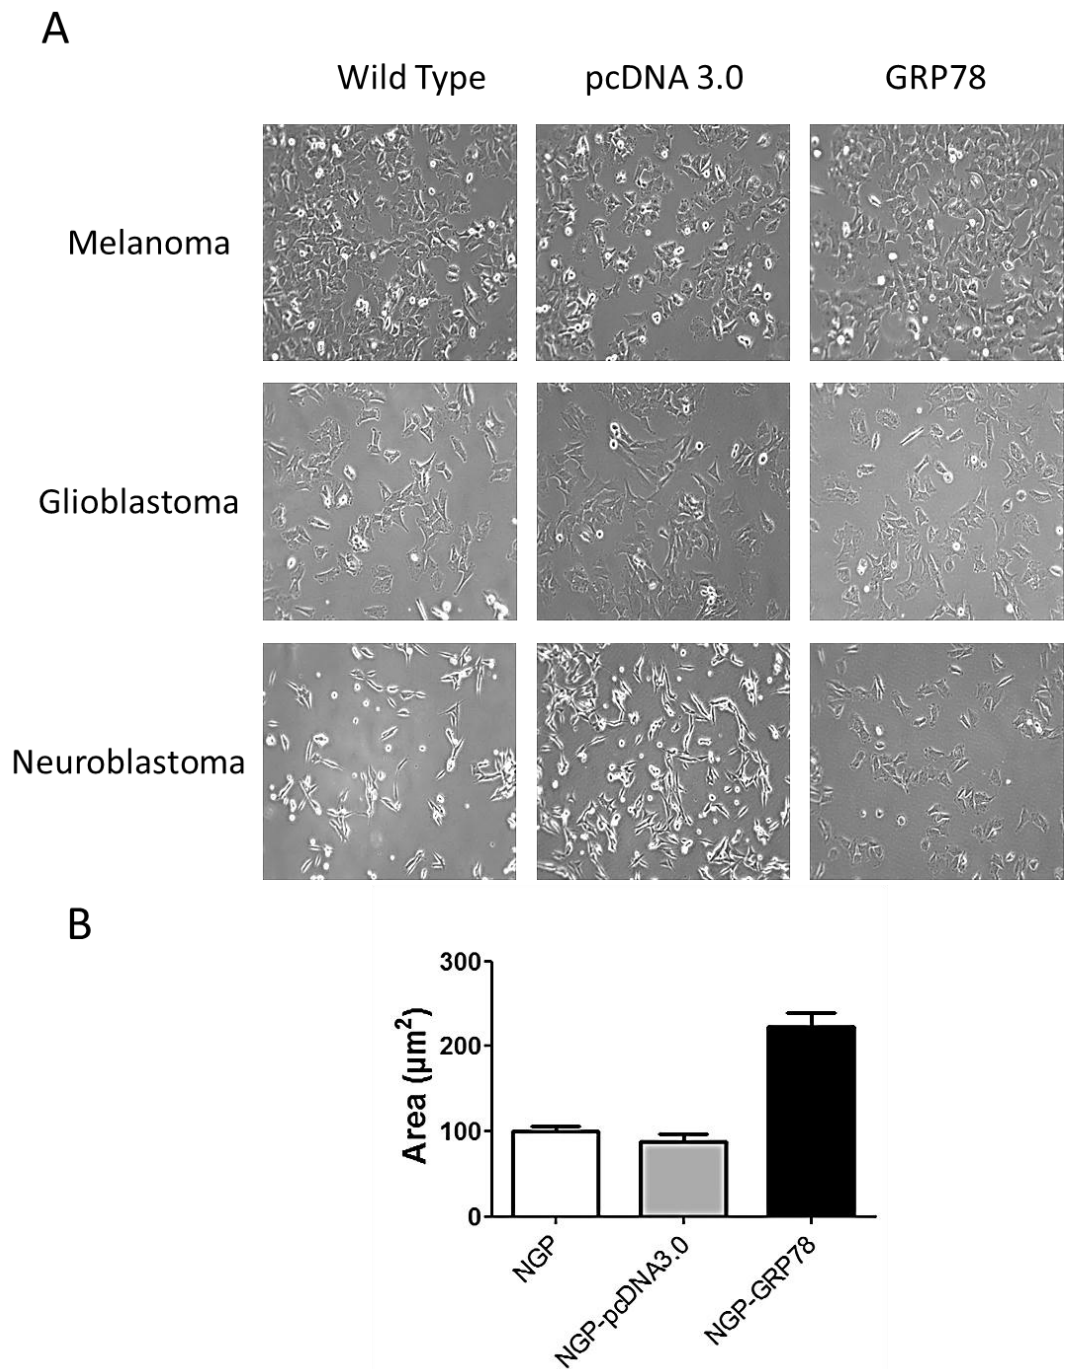 A
Wild Type pcDNA 3.0 GRP78
Melanoma
Glioblastoma
Neuroblastoma
B
300
200
100
0
Area (µm²)
NGP
NGP-pcDNA3.0
NGP-GRP78